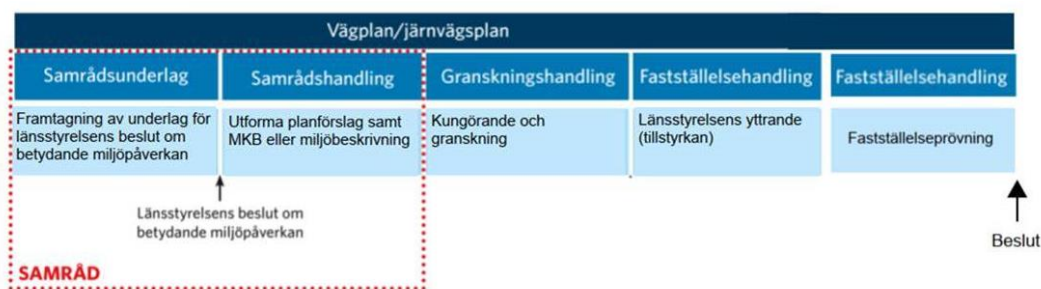 Vägplan/järnvägsplan
Samrådsunderlag
Samrådshandling
Granskningshandling
Fastställelsehandling
Fastställelsehandling
Framtagning av underlag för
länsstyrelsens beslut om
betydande miljöpåverkan
Utforma planförslag samt
MKB eller miljöbeskrivning
Kungörande och
granskning
Länsstyrelsens yttrande
(tillstyrkan)
Fastställelseprövning
Länsstyrelsens beslut om
betydande miljöpåverkan
Beslut
SAMRÅD